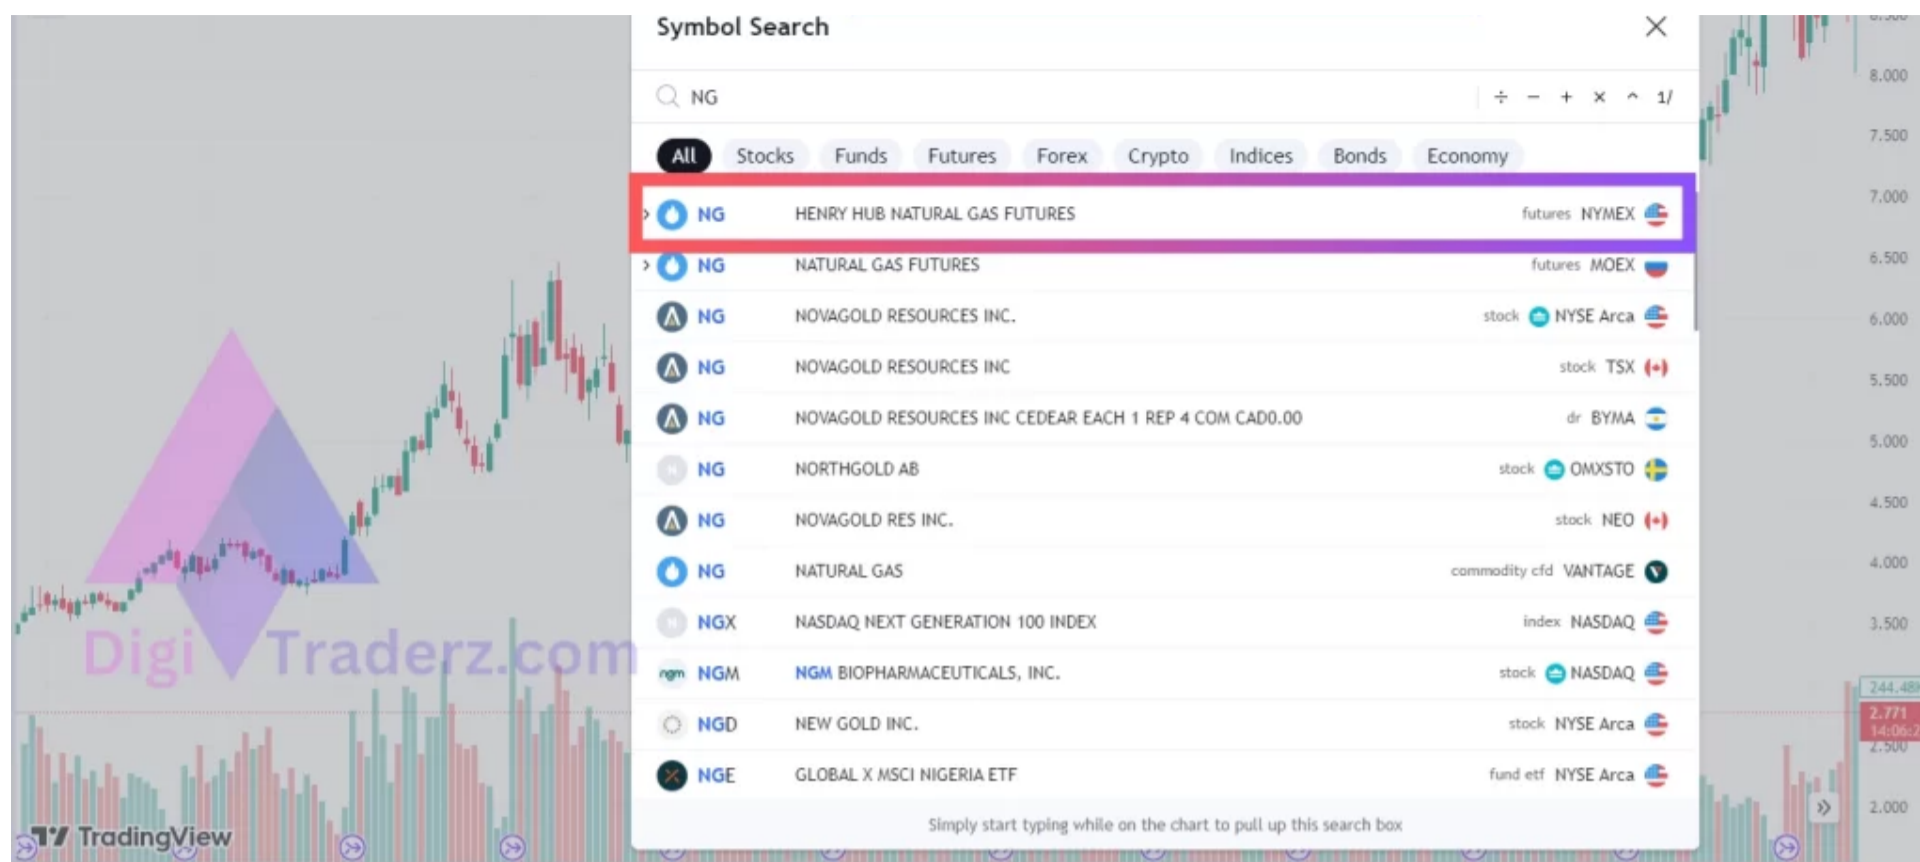 Symbol Search
NG
÷ − + × ^ 1/
All Stocks Funds Futures Forex Crypto Indices Bonds Economy
NG HENRY HUB NATURAL GAS FUTURES futures NYMEX
NG NATURAL GAS FUTURES futures MOEX
NG NOVAGOLD RESOURCES INC. stock NYSE Arca
NG NOVAGOLD RESOURCES INC stock TSX
NG NOVAGOLD RESOURCES INC CEDEAR EACH 1 REP 4 COM CAD0.00 dr BYMA
NG NORTHGOLD AB stock OMXSTO
NG NOVAGOLD RES INC. stock NEO
NG NATURAL GAS commodity cfd VANTAGE
NGX NASDAQ NEXT GENERATION 100 INDEX index NASDAQ
ngm NGM NGM BIOPHARMACEUTICALS, INC. stock NASDAQ
NGD NEW GOLD INC. stock NYSE Arca
NGE GLOBAL X MSCI NIGERIA ETF fund etf NYSE Arca
Simply start typing while on the chart to pull up this search box
Digi Traderz.com
TradingView
8.000
7.500
7.000
6.500
6.000
5.500
5.000
4.500
4.000
3.500
2.771
2.500
2.000